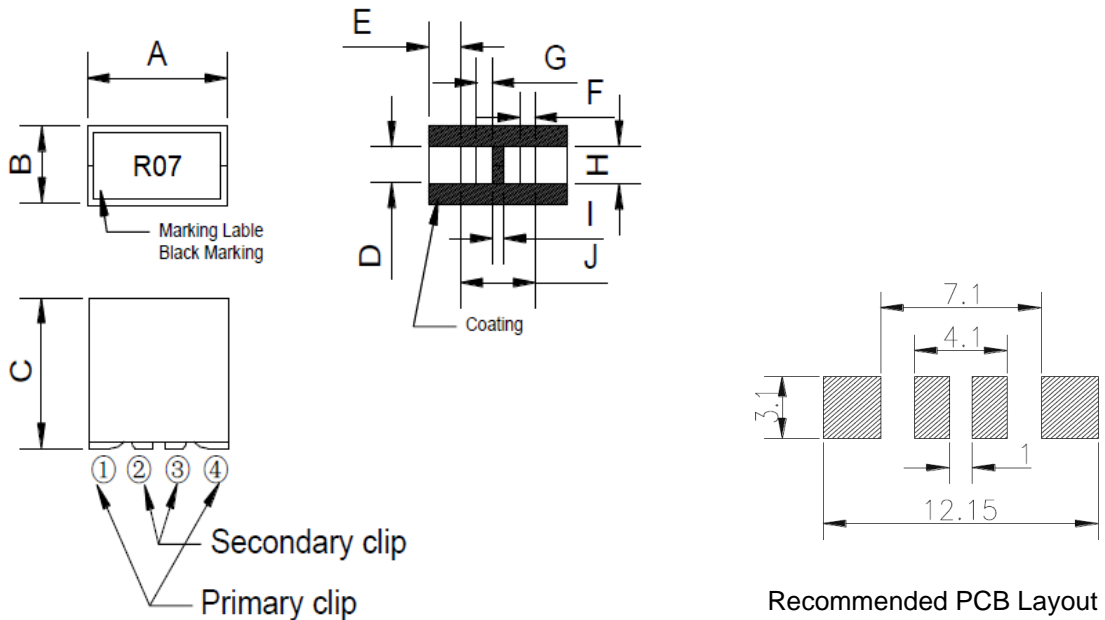 A
B
R07
Marking Lable
Black Marking
C
① ② ③ ④
Secondary clip
Primary clip
E
G
F
H
D
I
J
Coating
7.1
4.1
3.1
1
12.15
Recommended PCB Layout